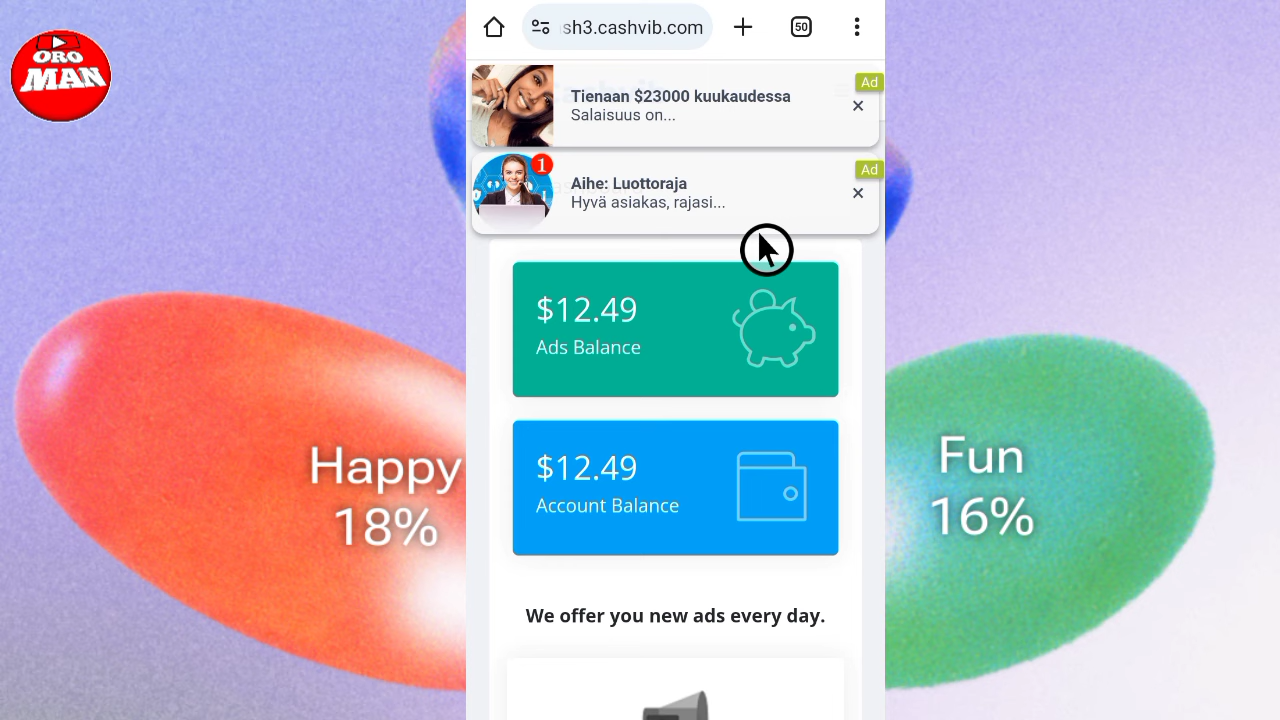 ORO
MAN
sh3.cashvib.com
50
Ad
Tienaan $23000 kuukaudessa
Salaisuus on...
1
Ad
Aihe: Luottoraja
Hyvä asiakas, rajasi...
$12.49
Ads Balance
$12.49
Account Balance
Happy
18%
Fun
16%
We offer you new ads every day.